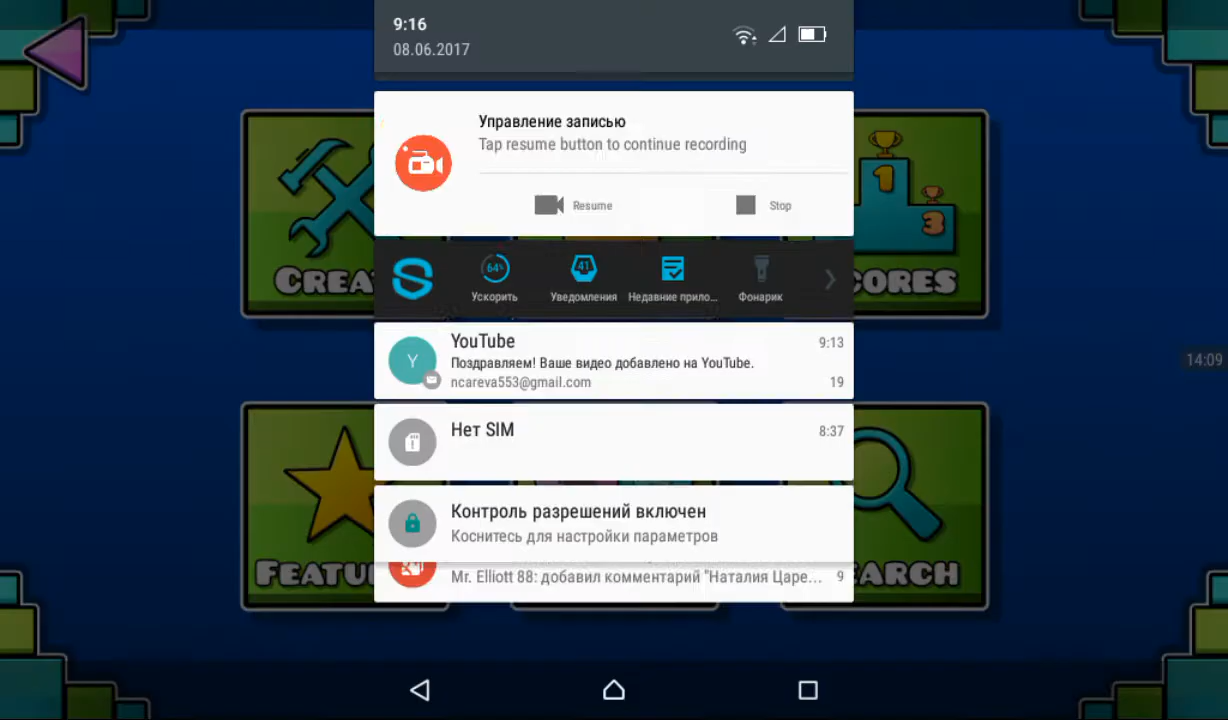 9:16
08.06.2017
Управление записью
Tap resume button to continue recording
Resume
Stop
64%
41
Ускорить
Уведомления
Недавние прило...
Фонарик
YouTube
9:13
Поздравляем! Ваше видео добавлено на YouTube.
ncareva553@gmail.com
19
Нет SIM
8:37
Контроль разрешений включен
Коснитесь для настройки параметров
Mr. Elliott 88: добавил комментарий "Наталия Царе...
9
Y
14:09
1
3
CREA
CORES
FEATU
EARCH